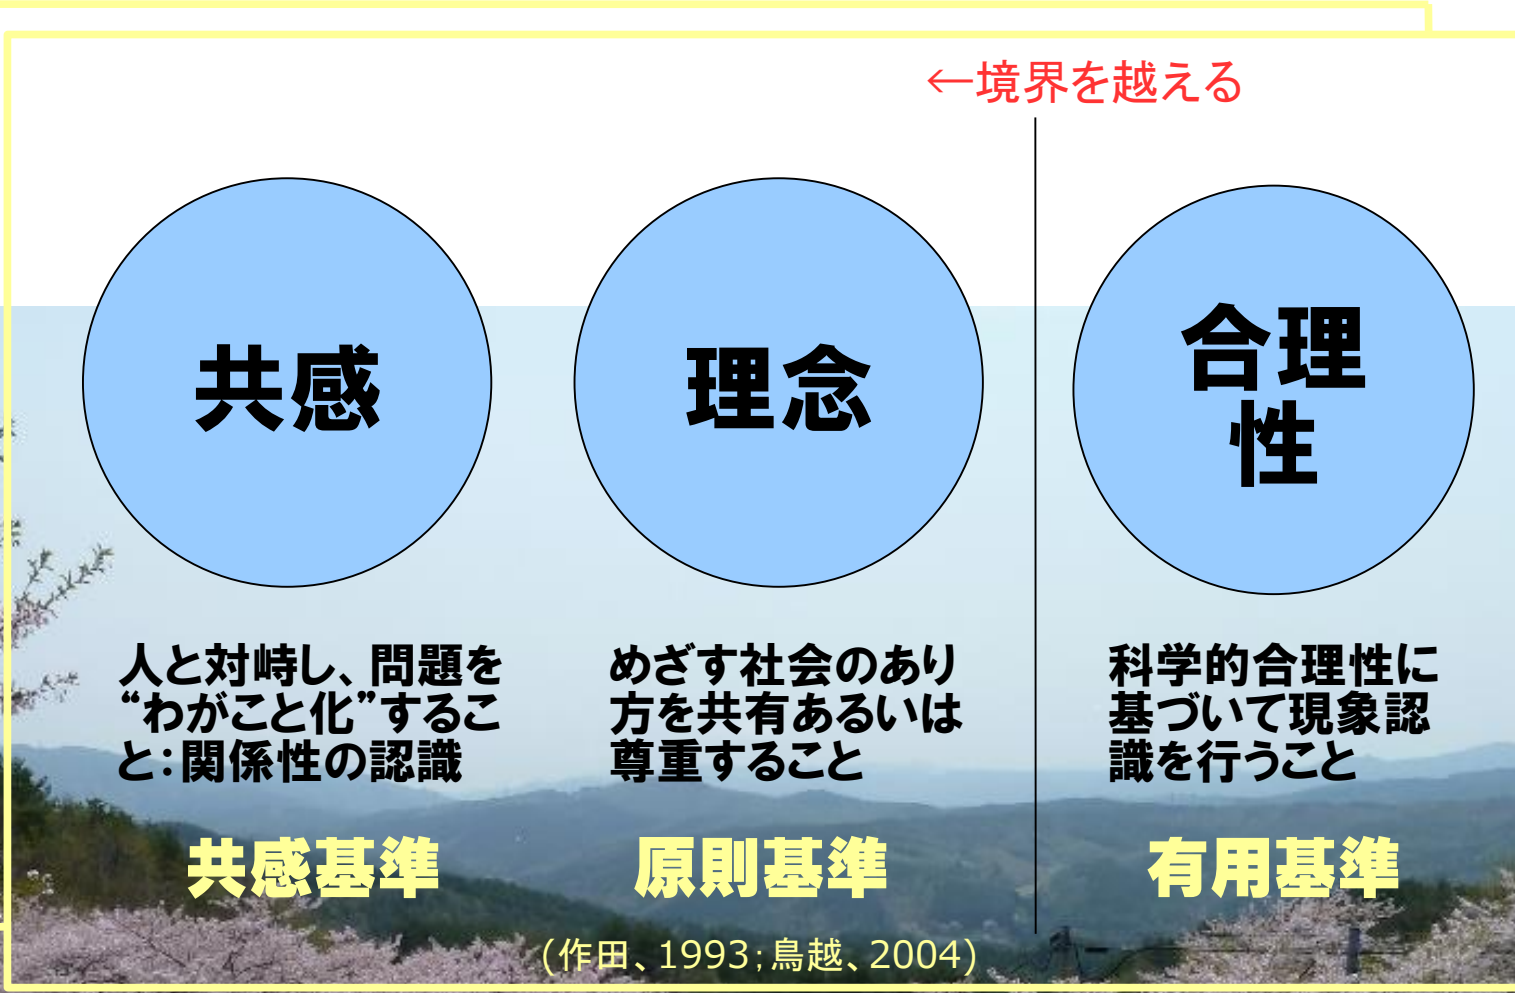 ←境界を越える
共感
理念
合理
性
人と対峙し、問題を
“わがこと化”するこ
と：関係性の認識
めざす社会のあり
方を共有あるいは
尊重すること
科学的合理性に
基づいて現象認
識を行うこと
共感基準
原則基準
有用基準
(作田、1993；鳥越、2004)